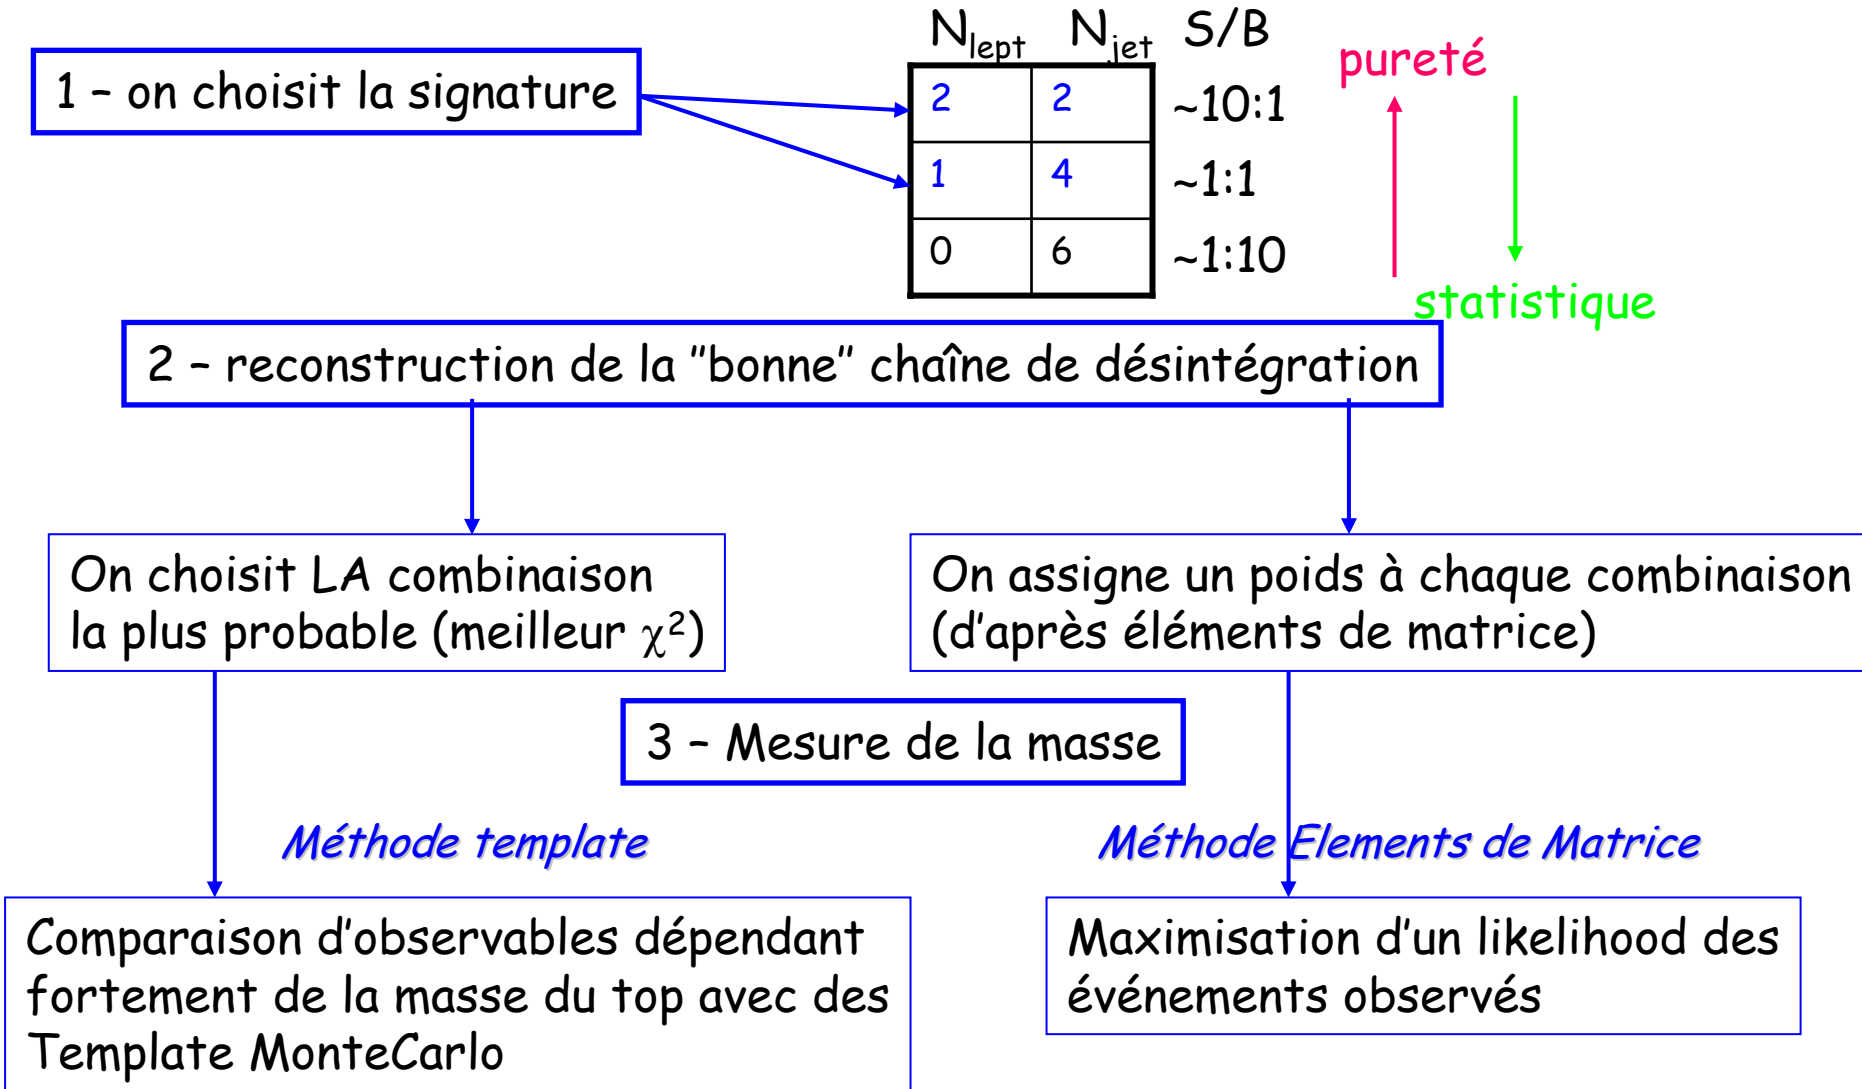 N_lept N_jet S/B
pureté
1 – on choisit la signature
2 2 ~10:1
1 4 ~1:1
0 6 ~1:10
statistique
2 – reconstruction de la "bonne" chaîne de désintégration
On choisit LA combinaison
la plus probable (meilleur χ²)
On assigne un poids à chaque combinaison
(d'après éléments de matrice)
3 – Mesure de la masse
Méthode template
Méthode Elements de Matrice
Comparaison d'observables dépendant
fortement de la masse du top avec des
Template MonteCarlo
Maximisation d'un likelihood des
événements observés